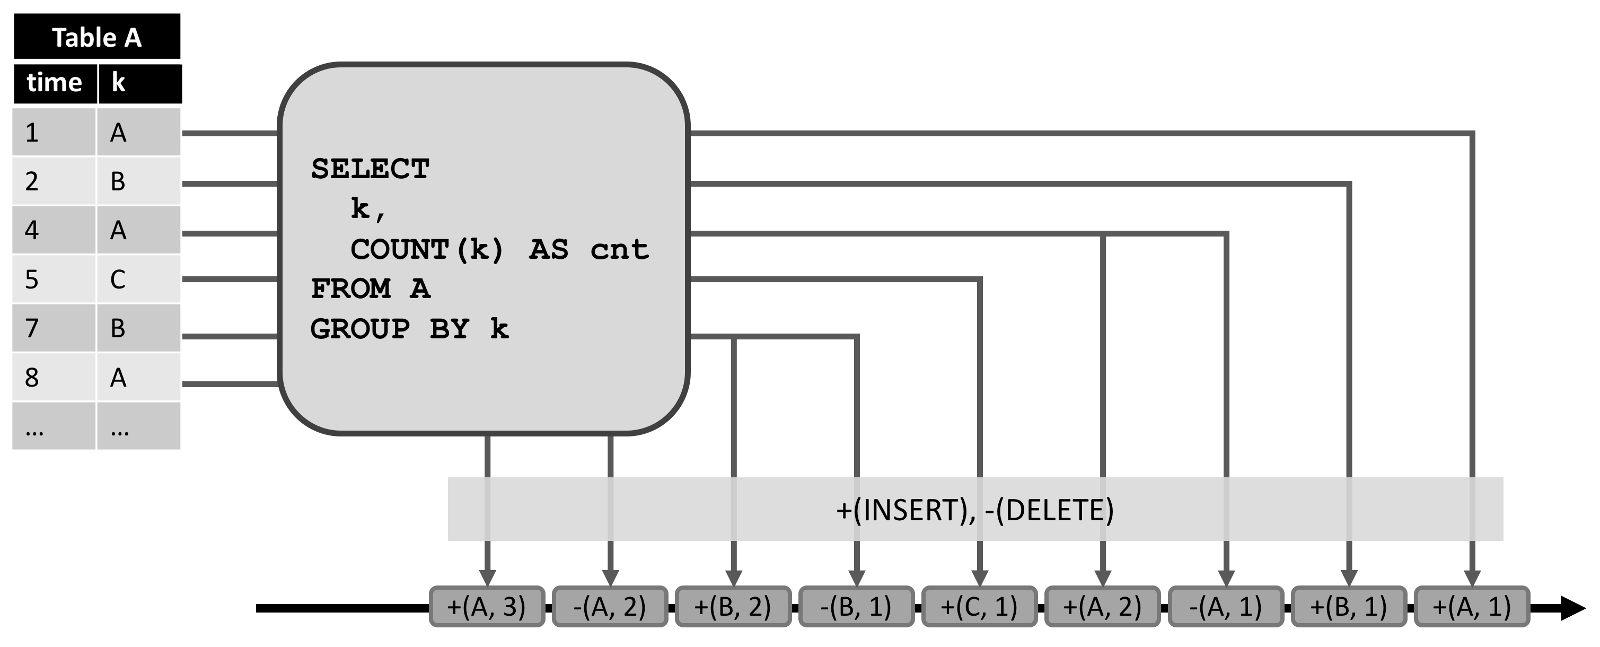 Table A
time k
1 A
2 B
4 A
5 C
7 B
8 A
... ...
SELECT
k,
COUNT(k) AS cnt
FROM A
GROUP BY k
+(INSERT), -(DELETE)
+(A, 3) -(A, 2) +(B, 2) -(B, 1) +(C, 1) +(A, 2) -(A, 1) +(B, 1) +(A, 1)